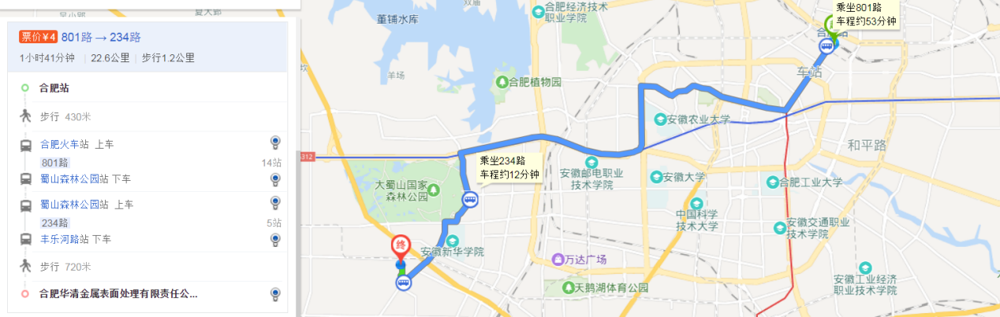 夏大郢
票价¥4 801路 → 234路
1小时41分钟 | 22.6公里 | 步行1.2公里
合肥站
步行 430米
合肥火车站 上车
801路 14站
蜀山森林公园站 下车
蜀山森林公园站 上车
234路 5站
丰乐河路站 下车
步行 720米
合肥华清金属表面处理有限责任公...
董铺水库
合肥经济技术
职业学院
乘坐801路
车程约53分钟
车站
羊场
合肥植物园
安徽农业大学
和平路
312
乘坐234路
车程约12分钟
大蜀山国家
森林公园
安徽邮电职业
技术学院
安徽大学
合肥工业大学
中国科学
技术大学
安徽交通职业
技术学院
终
安徽新华学院
万达广场
天鹅湖体育公园
安徽工业经济
职业技术学院